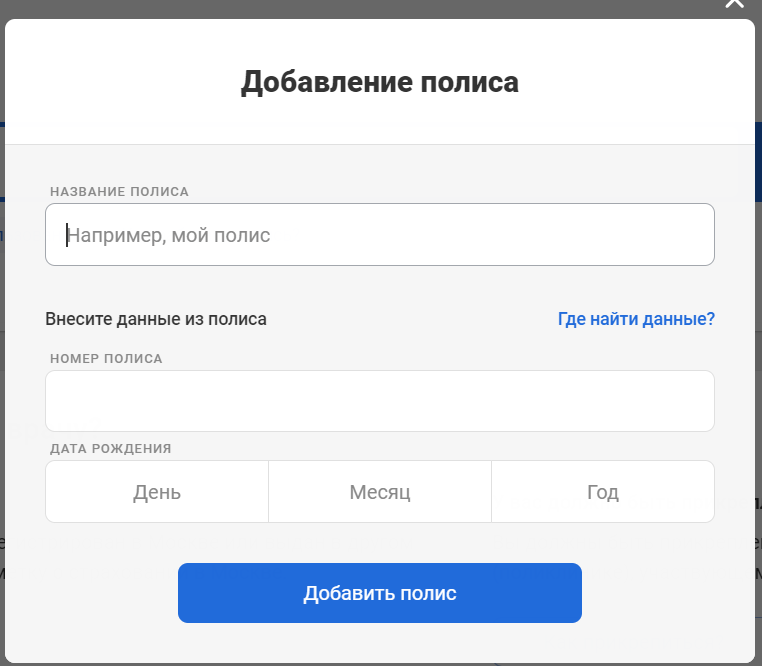 Добавление полиса
НАЗВАНИЕ ПОЛИСА
Например, мой полис
Внесите данные из полиса
Где найти данные?
НОМЕР ПОЛИСА
ДАТА РОЖДЕНИЯ
День
Месяц
Год
Добавить полис